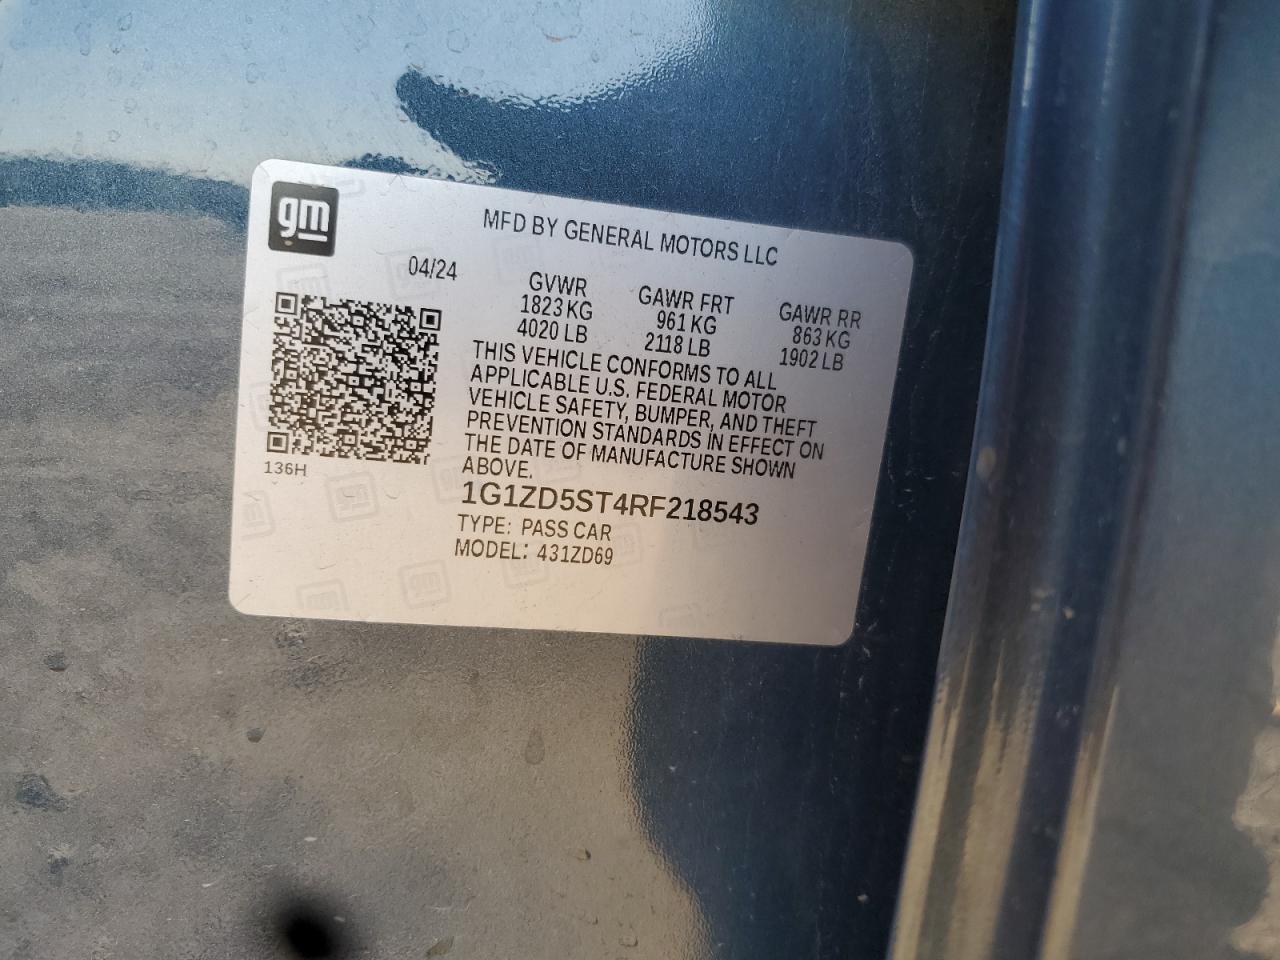 gm
MFD BY GENERAL MOTORS LLC
04/24
GVWR
1823 KG
4020 LB
GAWR FRT
961 KG
2118 LB
GAWR RR
863 KG
1902 LB
THIS VEHICLE CONFORMS TO ALL
APPLICABLE U.S. FEDERAL MOTOR
VEHICLE SAFETY, BUMPER, AND THEFT
PREVENTION STANDARDS IN EFFECT ON
THE DATE OF MANUFACTURE SHOWN
ABOVE.
136H
1G1ZD5ST4RF218543
TYPE: PASS CAR
MODEL: 431ZD69